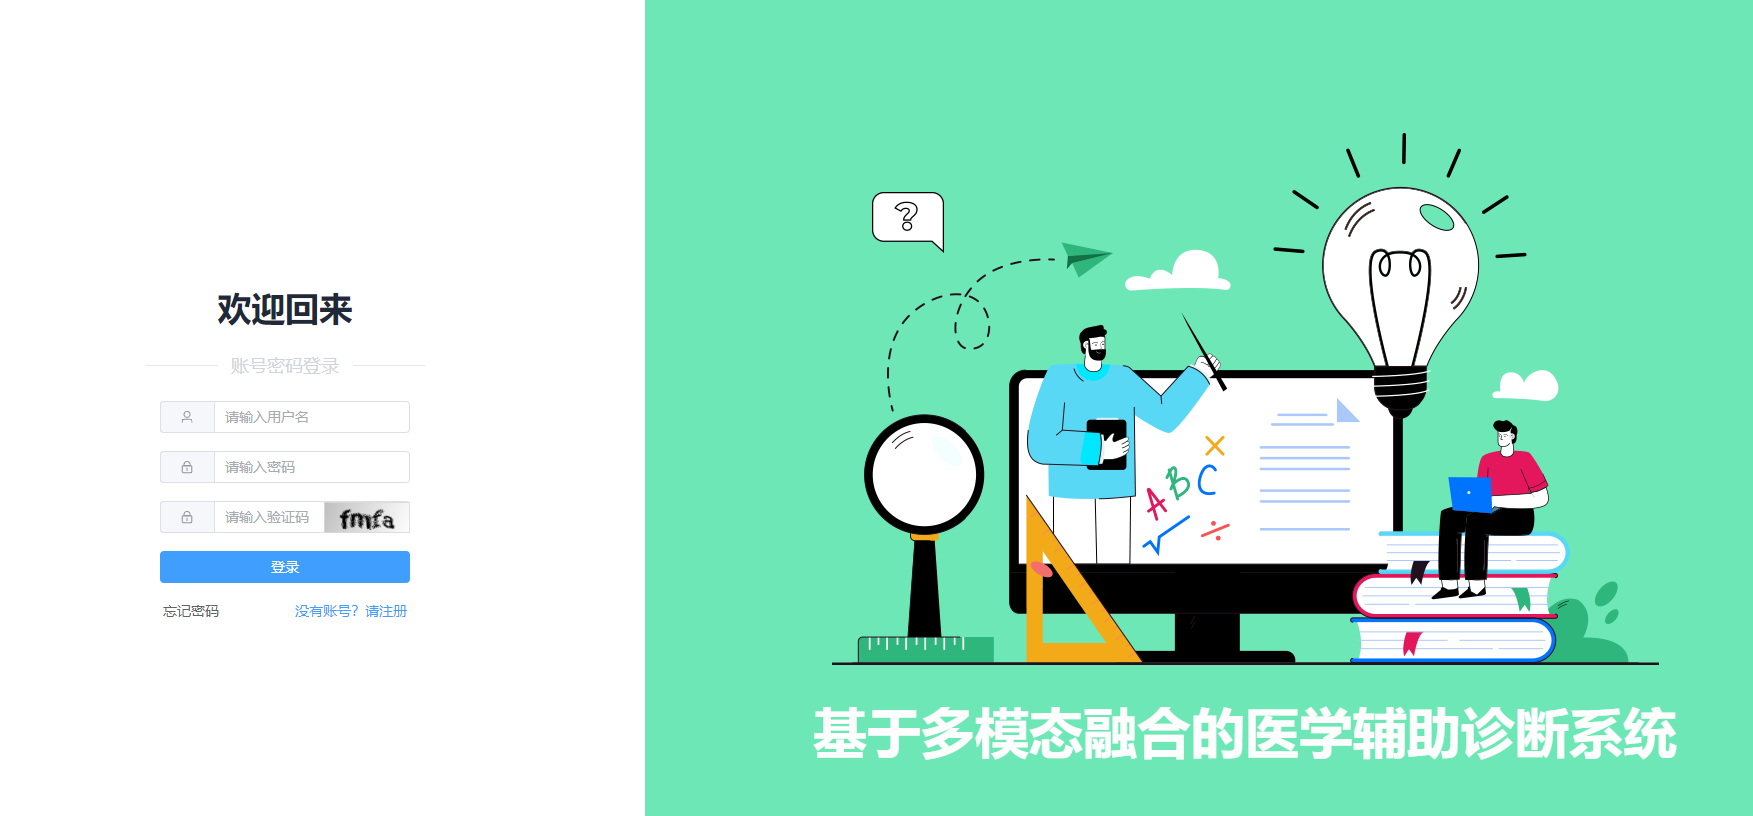 欢迎回来
账号密码登录
请输入用户名
请输入密码
请输入验证码
fmfa
登录
忘记密码
没有账号？请注册
?
A B C
基于多模态融合的医学辅助诊断系统